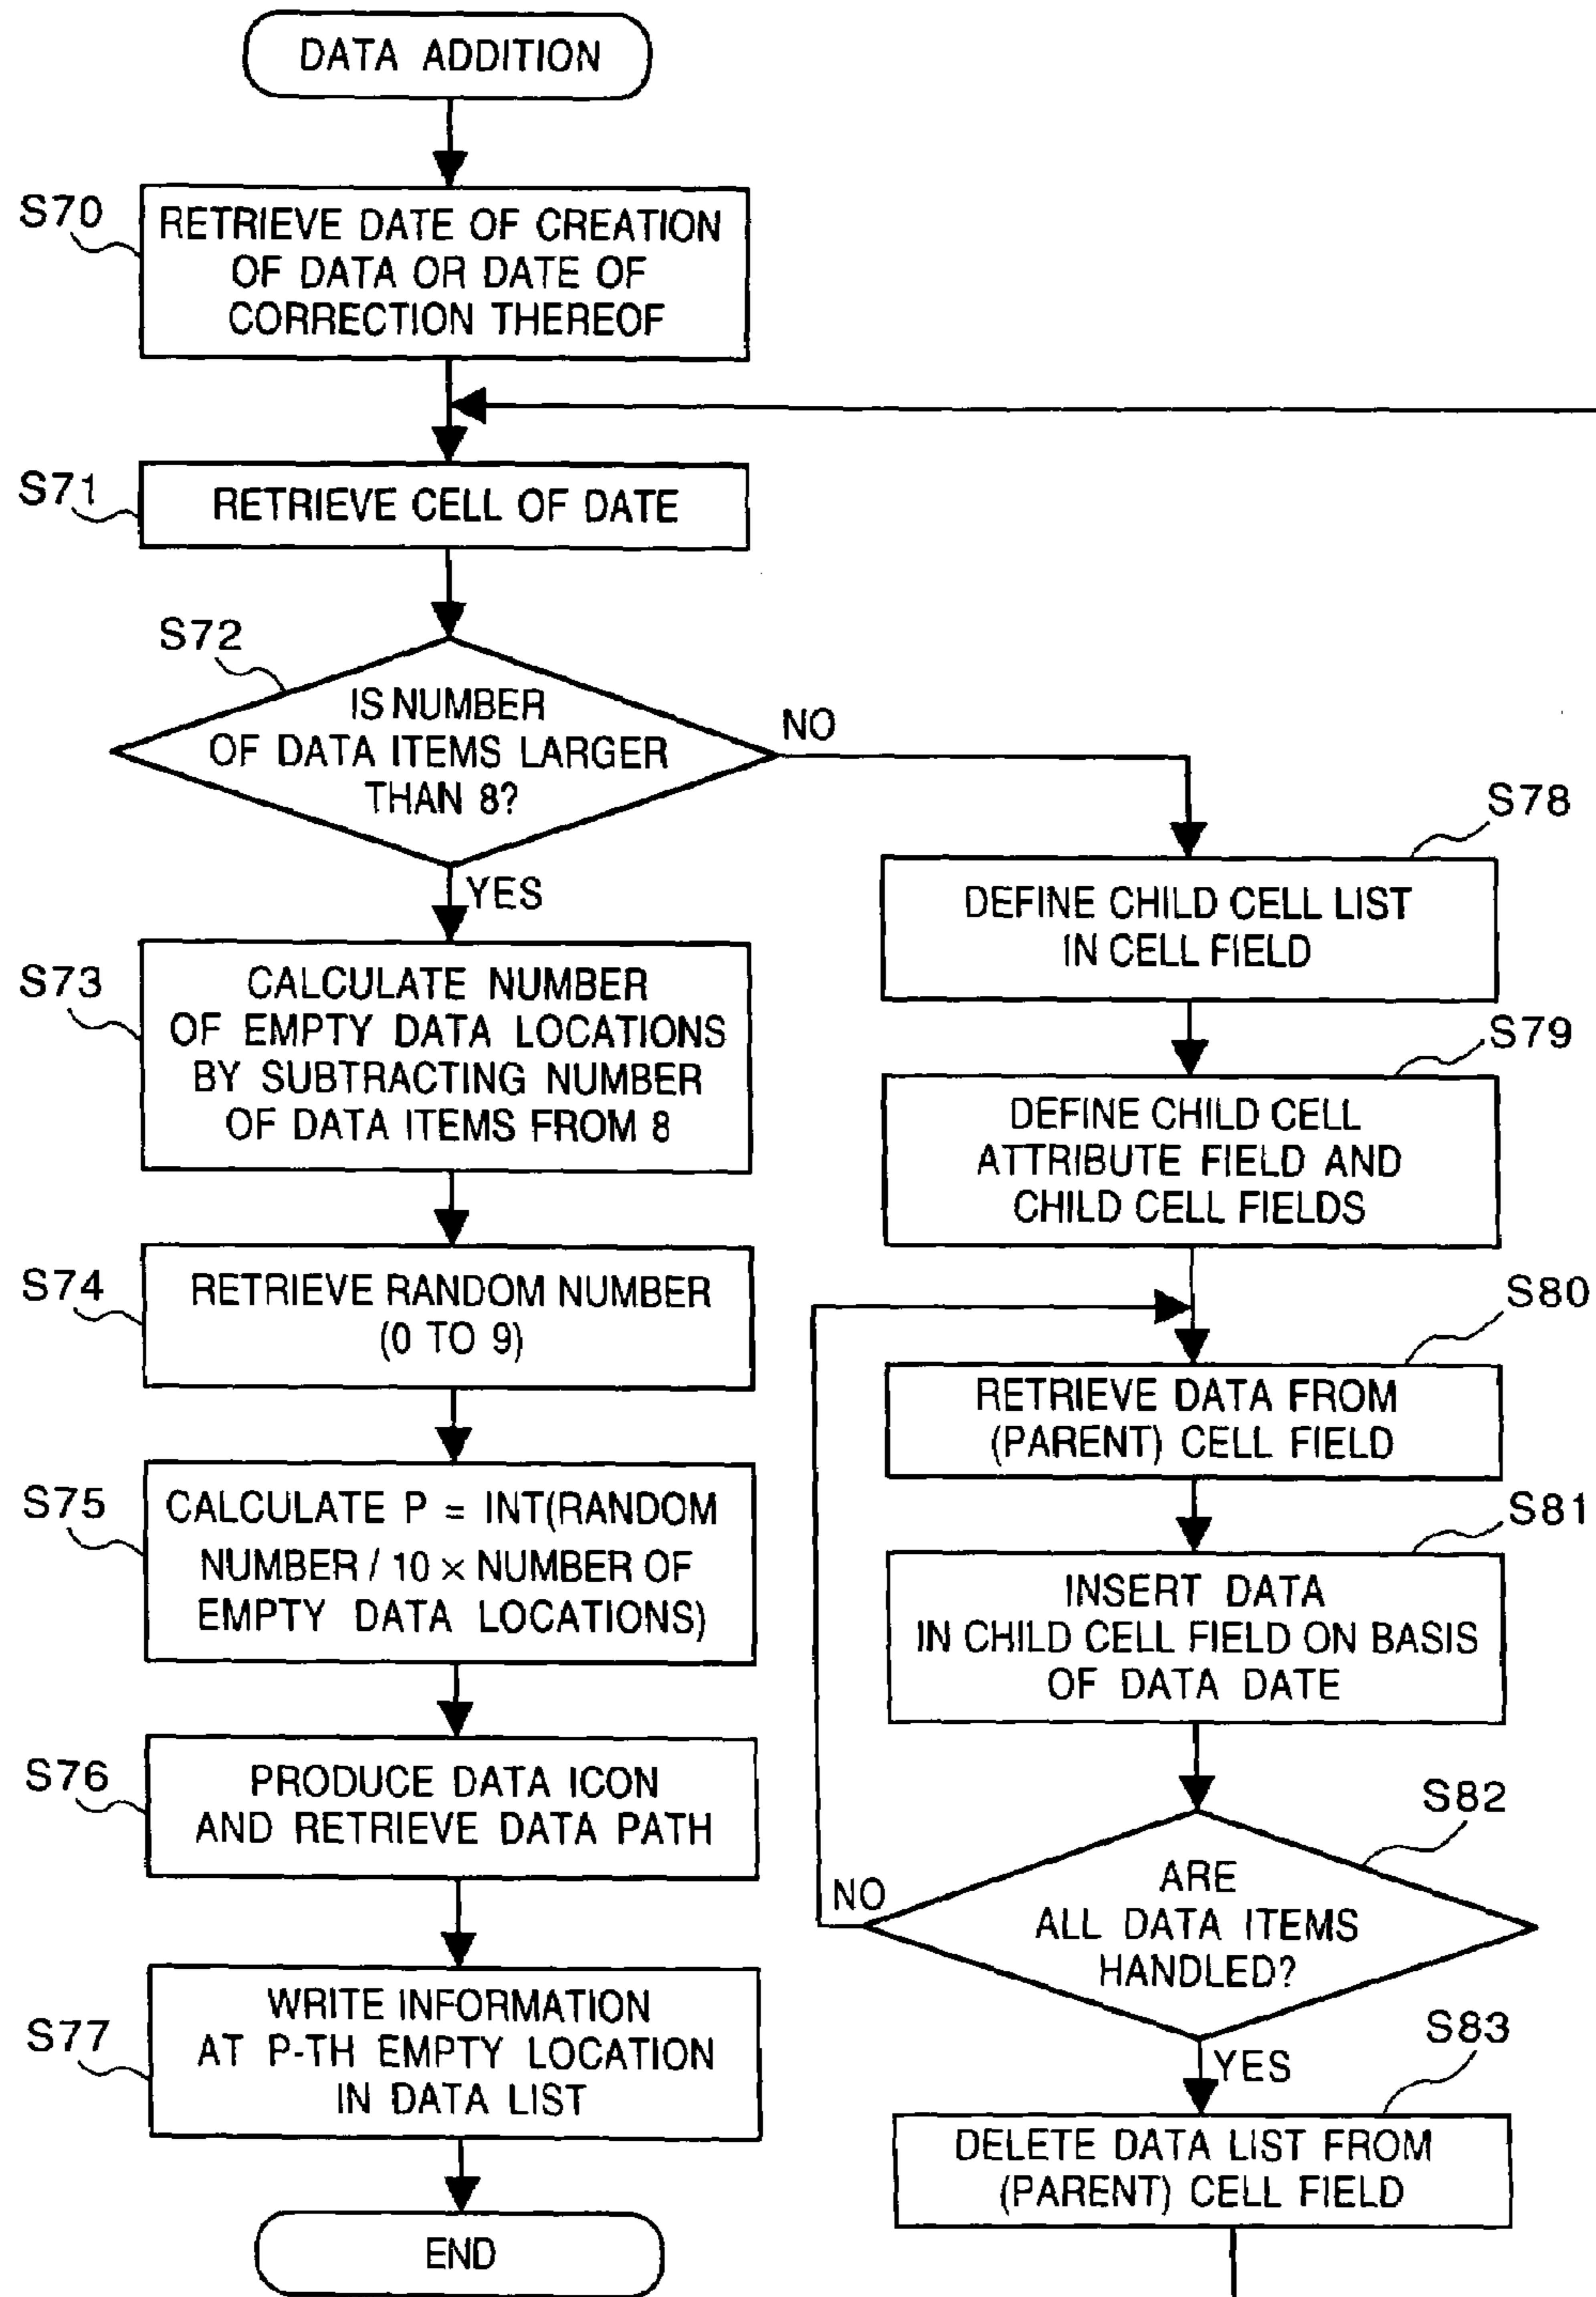 DATA ADDITION
S70
RETRIEVE DATE OF CREATION
OF DATA OR DATE OF
CORRECTION THEREOF
S71
RETRIEVE CELL OF DATE
S72
IS NUMBER
OF DATA ITEMS LARGER
THAN 8?
NO
YES
S73
CALCULATE NUMBER
OF EMPTY DATA LOCATIONS
BY SUBTRACTING NUMBER
OF DATA ITEMS FROM 8
S74
RETRIEVE RANDOM NUMBER
(0 TO 9)
S75
CALCULATE P = INT(RANDOM
NUMBER / 10 × NUMBER OF
EMPTY DATA LOCATIONS)
S76
PRODUCE DATA ICON
AND RETRIEVE DATA PATH
S77
WRITE INFORMATION
AT P-TH EMPTY LOCATION
IN DATA LIST
END
S78
DEFINE CHILD CELL LIST
IN CELL FIELD
S79
DEFINE CHILD CELL
ATTRIBUTE FIELD AND
CHILD CELL FIELDS
S80
RETRIEVE DATA FROM
(PARENT) CELL FIELD
S81
INSERT DATA
IN CHILD CELL FIELD ON BASIS
OF DATA DATE
S82
ARE
ALL DATA ITEMS
HANDLED?
NO
YES
S83
DELETE DATA LIST FROM
(PARENT) CELL FIELD